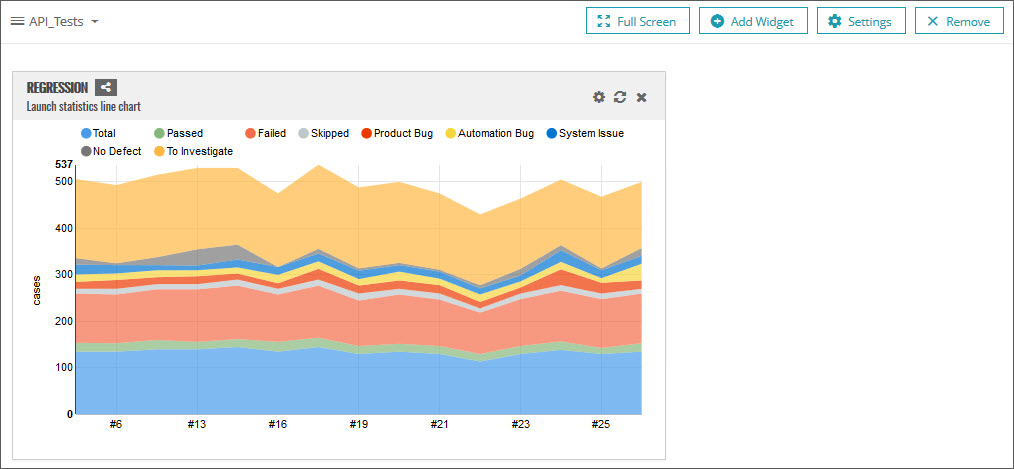 API_Tests
Full Screen
Add Widget
Settings
Remove
REGRESSION
Launch statistics line chart
Total Passed Failed Skipped Product Bug Automation Bug System Issue
No Defect To Investigate
537
500
400
300
200
100
0
cases
#6 #13 #16 #19 #21 #23 #25